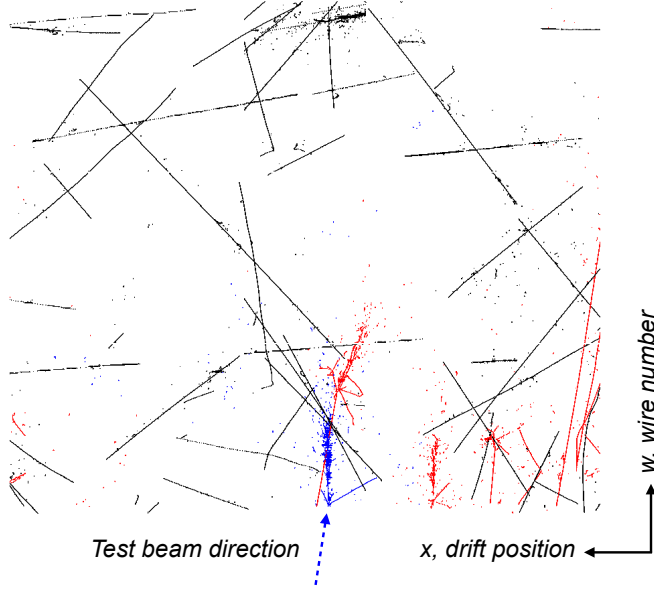 w, wire number
Test beam direction
x, drift position